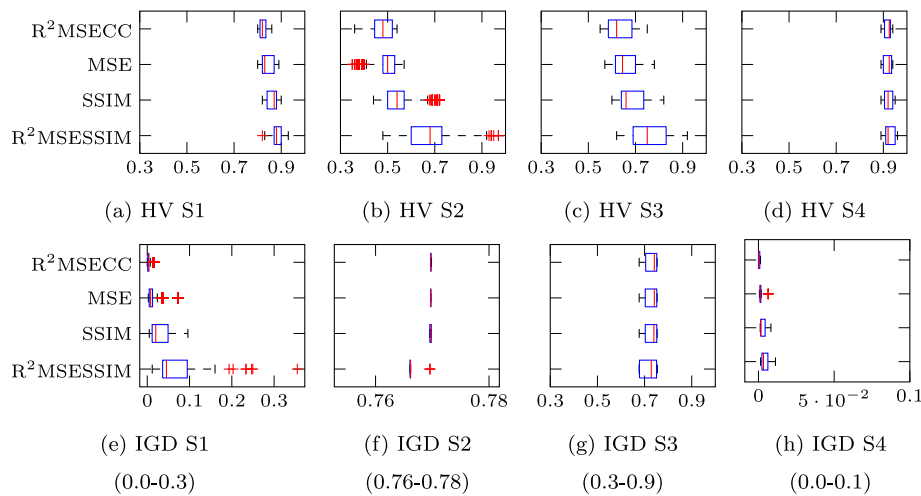 R²MSECC
MSE
SSIM
R²MSESSIM
0.3 0.5 0.7 0.9
0.3 0.5 0.7 0.9
0.3 0.5 0.7 0.9
0.3 0.5 0.7 0.9
(a) HV S1
(b) HV S2
(c) HV S3
(d) HV S4
R²MSECC
MSE
SSIM
R²MSESSIM
0 0.1 0.2 0.3
0.76 0.78
0.3 0.5 0.7 0.9
0 5 · 10⁻² 0.1
(e) IGD S1
(f) IGD S2
(g) IGD S3
(h) IGD S4
(0.0-0.3)
(0.76-0.78)
(0.3-0.9)
(0.0-0.1)